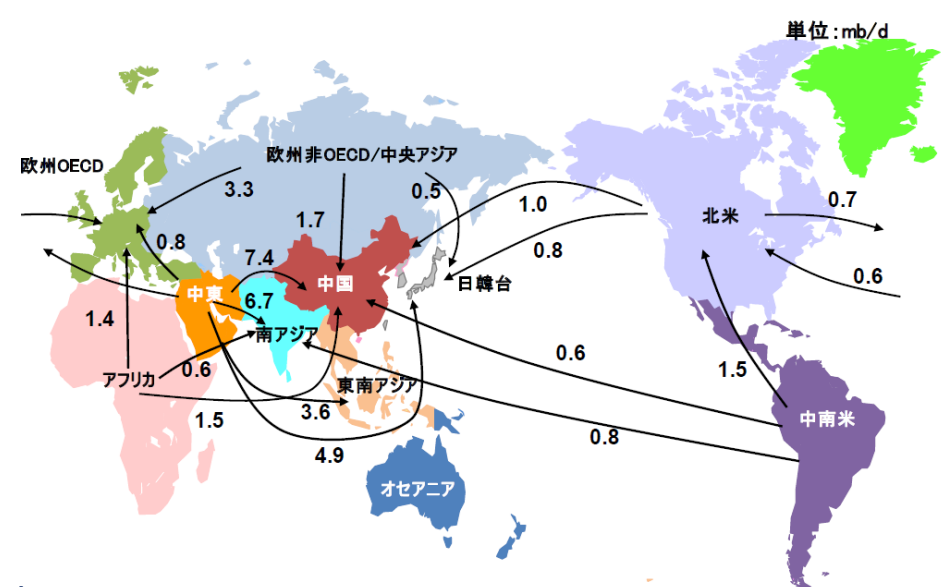 単位：mb/d
欧州OECD
欧州非OECD/中央アジア
3.3
0.5
1.7
1.0
0.7
北米
0.8
7.4
0.8
0.6
中国
日韓台
中東
6.7
1.4
南アジア
0.6
アフリカ
0.6
1.5
東南アジア
1.5
3.6
中南米
4.9
0.8
オセアニア